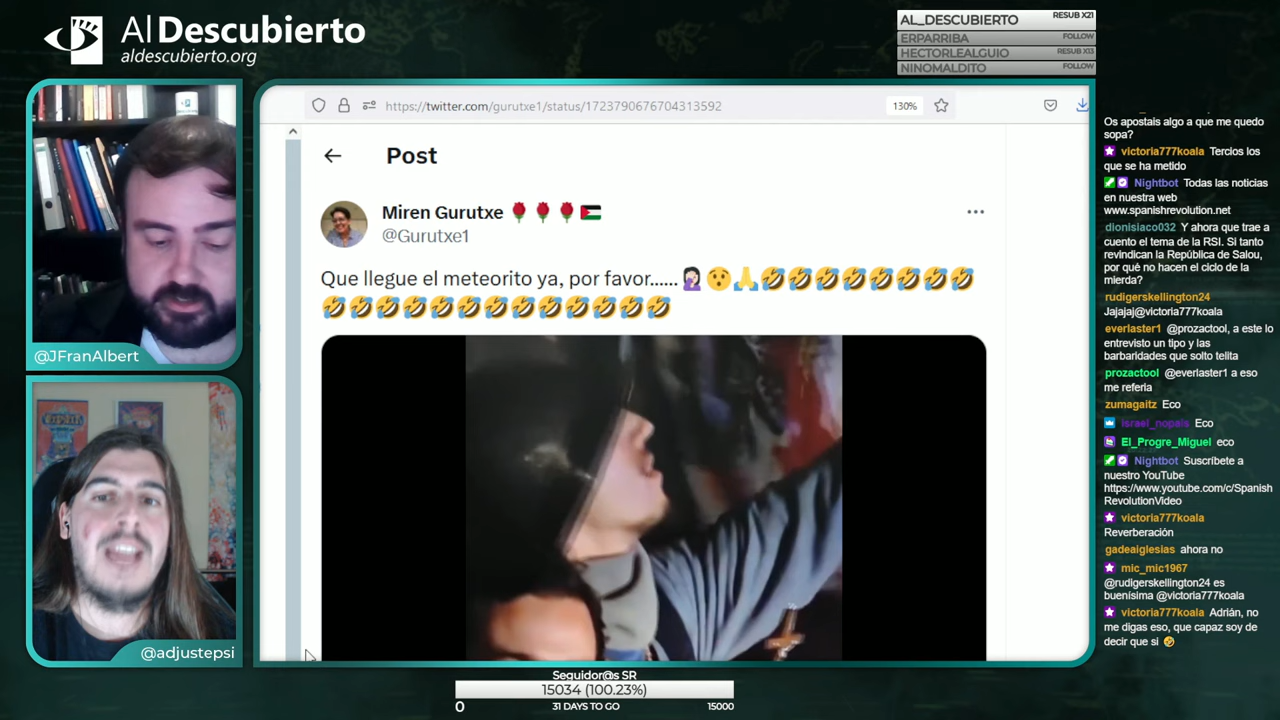 Al Descubierto
aldescubierto.org
AL_DESCUBIERTO RESUB X21
ERPARRIBA FOLLOW
HECTORLEALGUIO RESUB X13
NINOMALDITO FOLLOW
https://twitter.com/gurutxe1/status/1723790676704313592 130%
Post
Miren Gurutxe 🌹🌹🌹🇵🇸
@Gurutxe1
Que llegue el meteorito ya, por favor......🤦🏻‍♀️😯🙏🤣🤣🤣🤣🤣🤣🤣🤣
🤣🤣🤣🤣🤣🤣🤣🤣🤣🤣🤣🤣🤣
@JFranAlbert
@adjustepsi
Os apostais algo a que me quedo
sopa?
victoria777koala Tercios los
que se ha metido
Nightbot Todas las noticias
en nuestra web
www.spanishrevolution.net
dionisiaco032 Y ahora que trae a
cuento el tema de la RSI. Si tanto
revindican la República de Salou,
por qué no hacen el ciclo de la
mierda?
rudigerskellington24
Jajajaj@victoria777koala
everlaster1 @prozactool, a este lo
entrevisto un tipo y las
barbaridades que solto telita
prozactool @everlaster1 a eso
me referia
zumagaitz Eco
israel_nopais Eco
El_Progre_Miguel eco
Nightbot Suscríbete a
nuestro YouTube
https://www.youtube.com/c/Spanish
RevolutionVideo
victoria777koala
Reverberación
gadeaiglesias ahora no
mic_mic1967
@rudigerskellington24 es
buenísima @victoria777koala
victoria777koala Adrián, no
me digas eso, que capaz soy de
decir que si 🤣
Seguidor@s SR
15034 (100.23%)
0 31 DAYS TO GO 15000